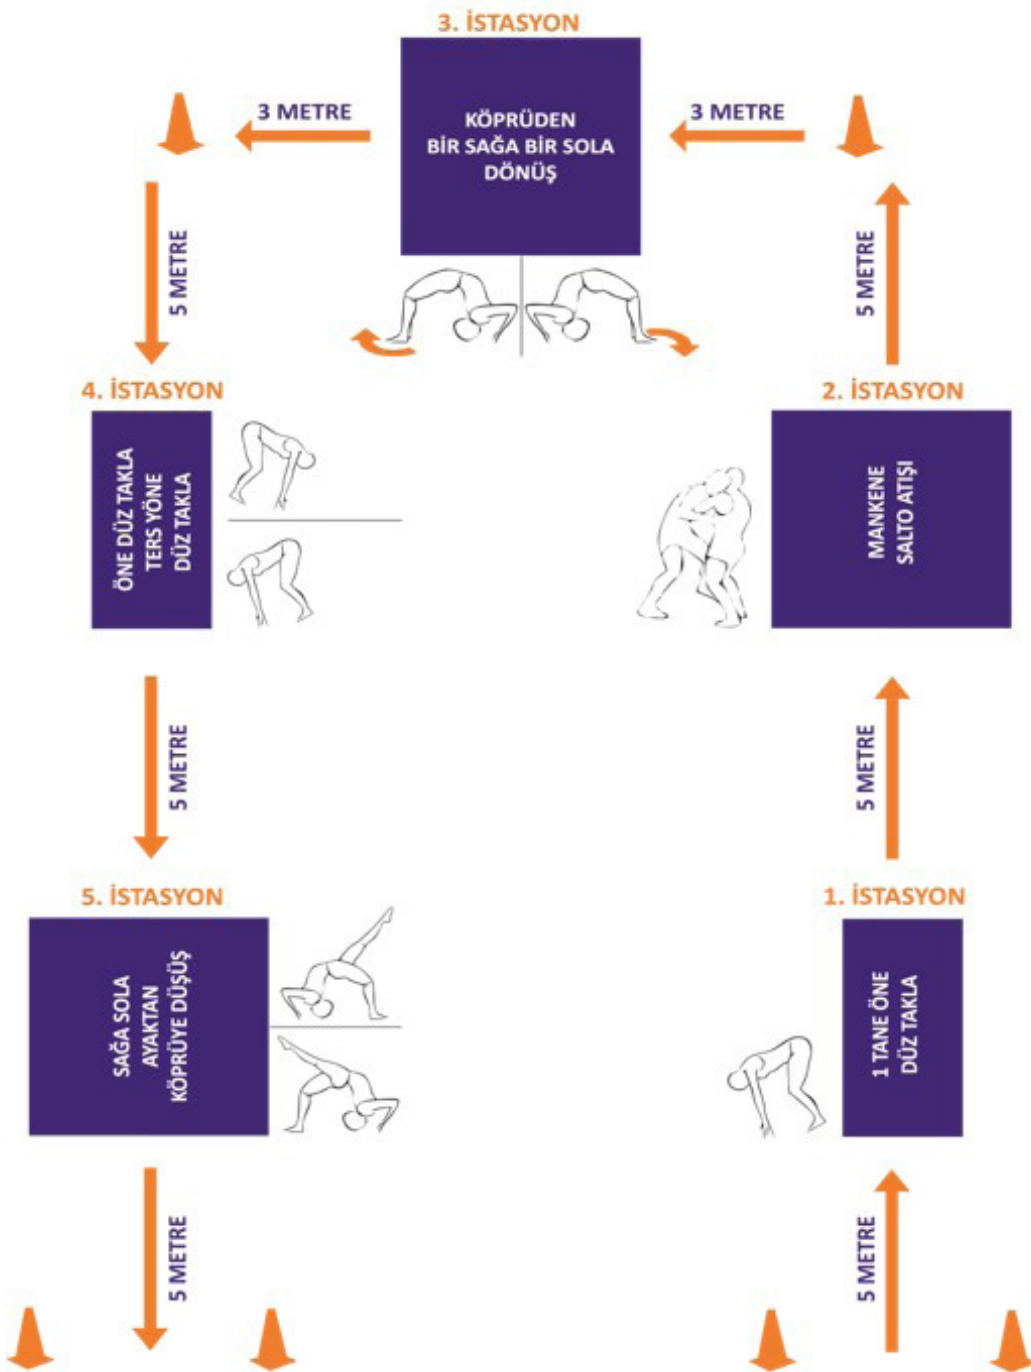 3. İSTASYON
KÖPRÜDEN
BİR SAĞA BİR SOLA
DÖNÜŞ
3 METRE
3 METRE
5 METRE
5 METRE
4. İSTASYON
ÖNE DÜZ TAKLA
TERS YÖNE
DÜZ TAKLA
2. İSTASYON
MANKENE
SALTO ATIŞI
5 METRE
5 METRE
5. İSTASYON
SAĞA SOLA
AYAKTAN
KÖPRÜYE DÜŞÜŞ
1. İSTASYON
1 TANE ÖNE
DÜZ TAKLA
5 METRE
5 METRE